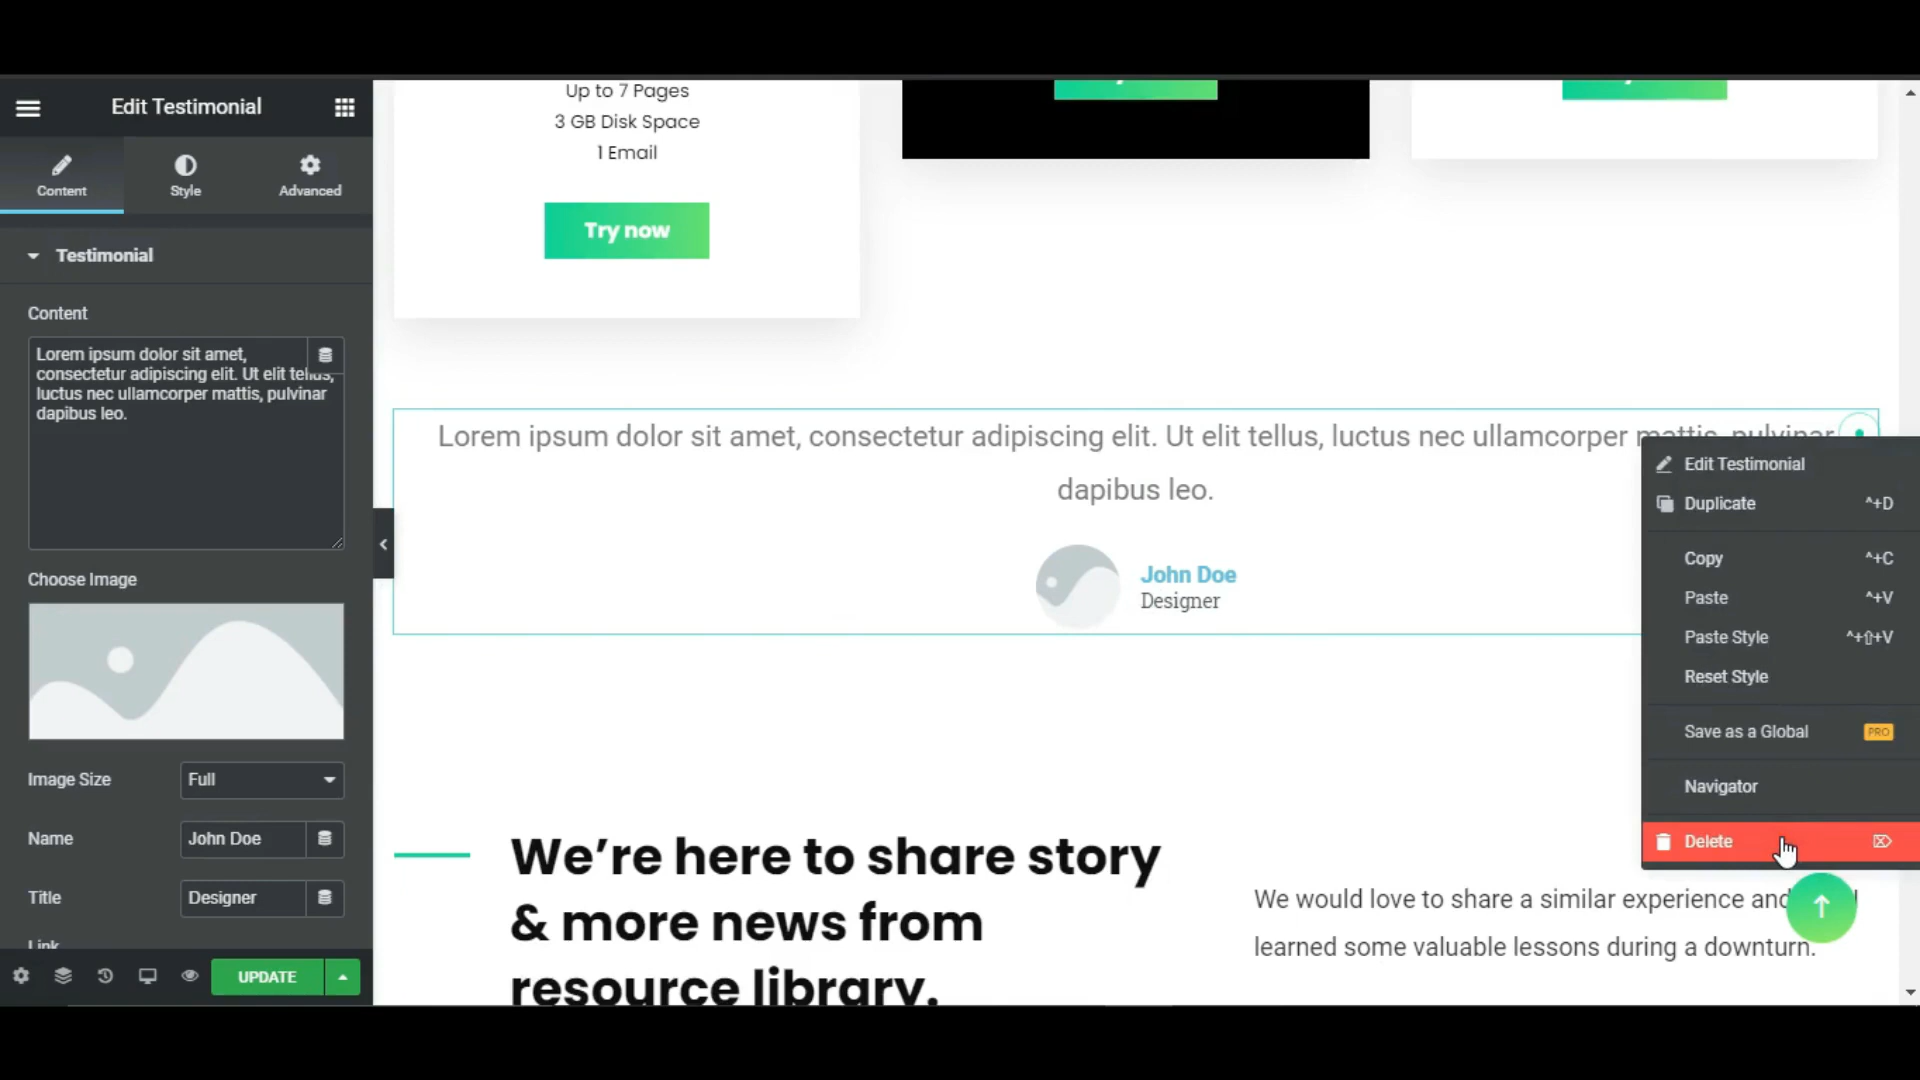 Edit Testimonial
Content
Style
Advanced
Testimonial
Content
Lorem ipsum dolor sit amet,
consectetur adipiscing elit. Ut elit tellus,
luctus nec ullamcorper mattis, pulvinar
dapibus leo.
Choose Image
Image Size
Full
Name
John Doe
Title
Designer
Link
UPDATE
Up to 7 Pages
3 GB Disk Space
1 Email
Try now
Lorem ipsum dolor sit amet, consectetur adipiscing elit. Ut elit tellus, luctus nec ullamcorper mattis, pulvinar
dapibus leo.
John Doe
Designer
Edit Testimonial
Duplicate ^+D
Copy ^+C
Paste ^+V
Paste Style ^+⇧+V
Reset Style
Save as a Global PRO
Navigator
Delete ⌦
We’re here to share story
& more news from
resource library.
We would love to share a similar experience and
learned some valuable lessons during a downturn.